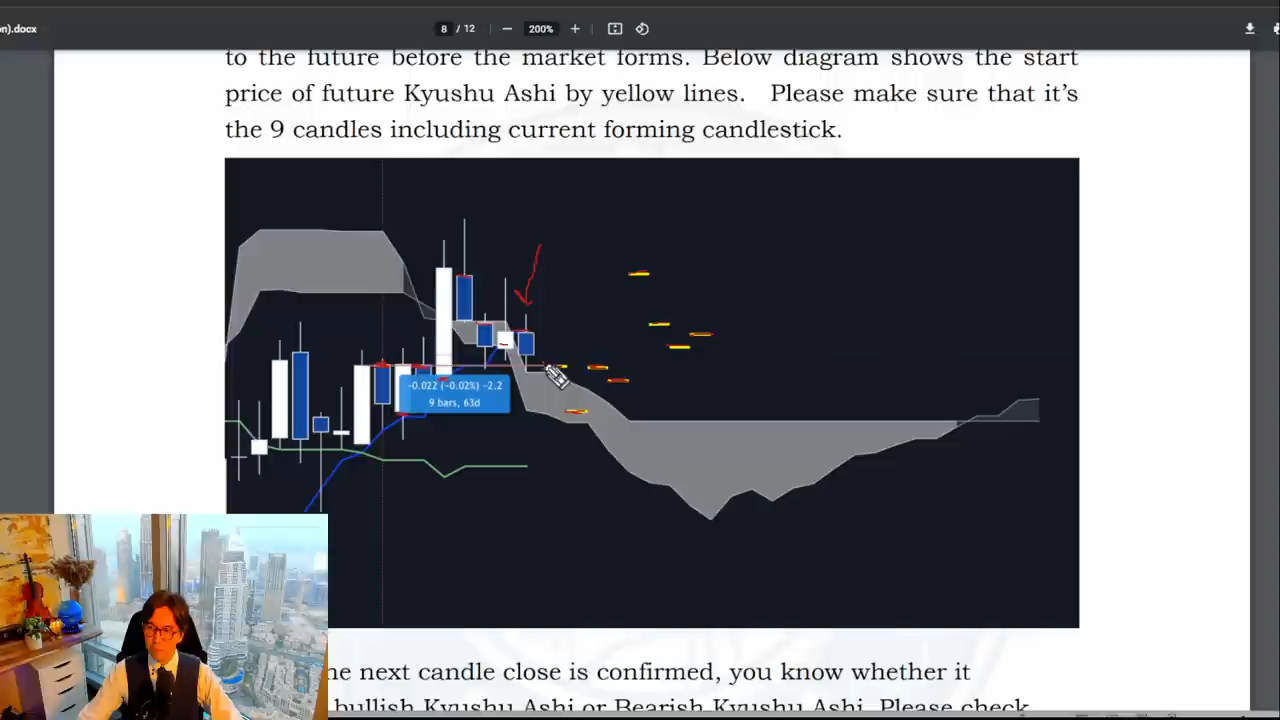 on).docx
8 / 12
200%
to the future before the market forms. Below diagram shows the start
price of future Kyushu Ashi by yellow lines. Please make sure that it's
the 9 candles including current forming candlestick.
-0.022 (-0.02%) -2.2
9 bars, 63d
he next candle close is confirmed, you know whether it
bullish Kyushu Ashi or Bearish Kyushu Ashi. Please check